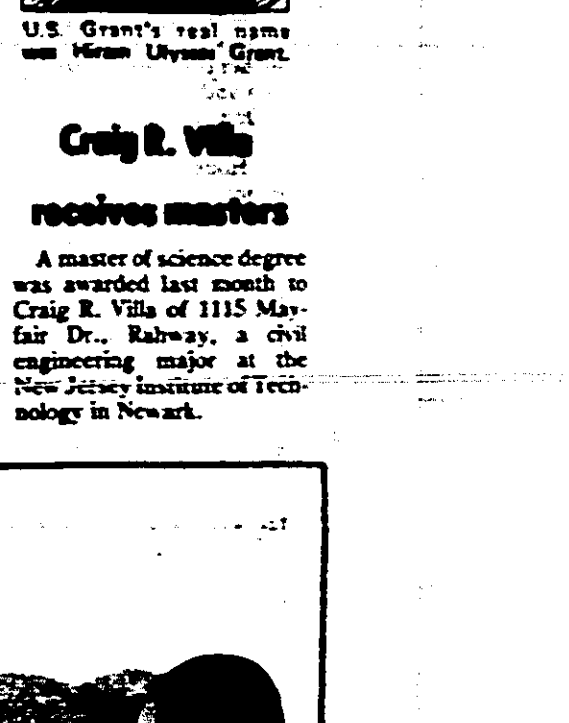 U.S. Grant's real name
was Hiram Ulysses Grant.
Craig R. Villa
receives masters
A master of science degree
was awarded last month to
Craig R. Villa of 1115 May-
fair Dr., Rahway, a civil
engineering major at the
New Jersey Institute of Tech-
nology in Newark.